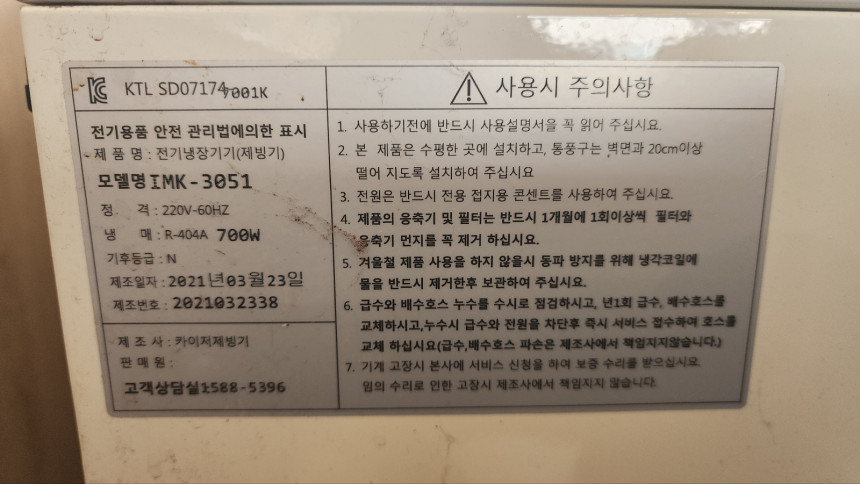 KTL SD07174-7001K
전기용품 안전 관리법에의한 표시
제 품 명 : 전기냉장기기(제빙기)
모델명IMK-3051
정 격 : 220V-60HZ
냉 매 : R-404A 700W
기후등급 : N
제조일자 : 2021년03월23일
제조번호 : 2021032338
제 조 사 : 카이저제빙기
판 매 원 :
고객상담실1588-5396
사용시 주의사항
1. 사용하기전에 반드시 사용설명서을 꼭 읽어 주십시요.
2. 본 제품은 수평한 곳에 설치하고, 통풍구는 벽면과 20cm이상
떨어 지도록 설치하여 주십시요
3. 전원은 반드시 전용 접지용 콘센트를 사용하여 주십시요.
4. 제품의 응축기 및 필터는 반드시 1개월에 1회이상씩 필터와
응축기 먼지를 꼭 제거 하십시요.
5. 겨울철 제품 사용을 하지 않을시 동파 방지를 위해 냉각코일에
물을 반드시 제거한후 보관하여 주십시요.
6. 급수와 배수호스 누수를 수시로 점검하시고, 년1회 급수, 배수호스를
교체하시고,누수시 급수와 전원을 차단후 즉시 서비스 접수하여 호스를
교체 하십시요(급수,배수호스 파손은 제조사에서 책임지지않습니다.)
7. 기계 고장시 본사에 서비스 신청을 하여 보증 수리를 받으십시요.
임의 수리로 인한 고장시 제조사에서 책임지지 않습니다.